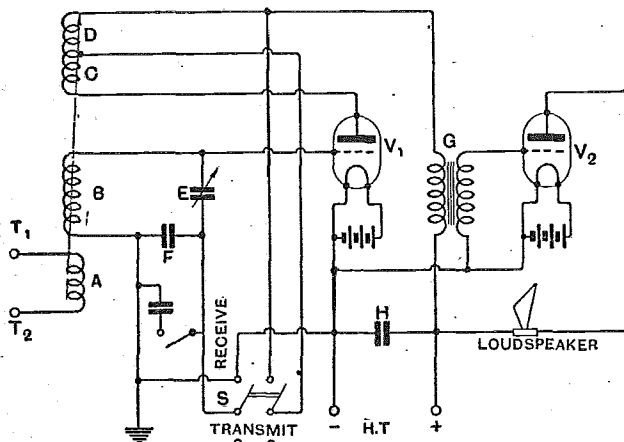 D
C
V₁
G
V₂
B
E
T₁
F
A
T₂
RECEIVE
H
LOUDSPEAKER
S
TRANSMIT
- H.T +